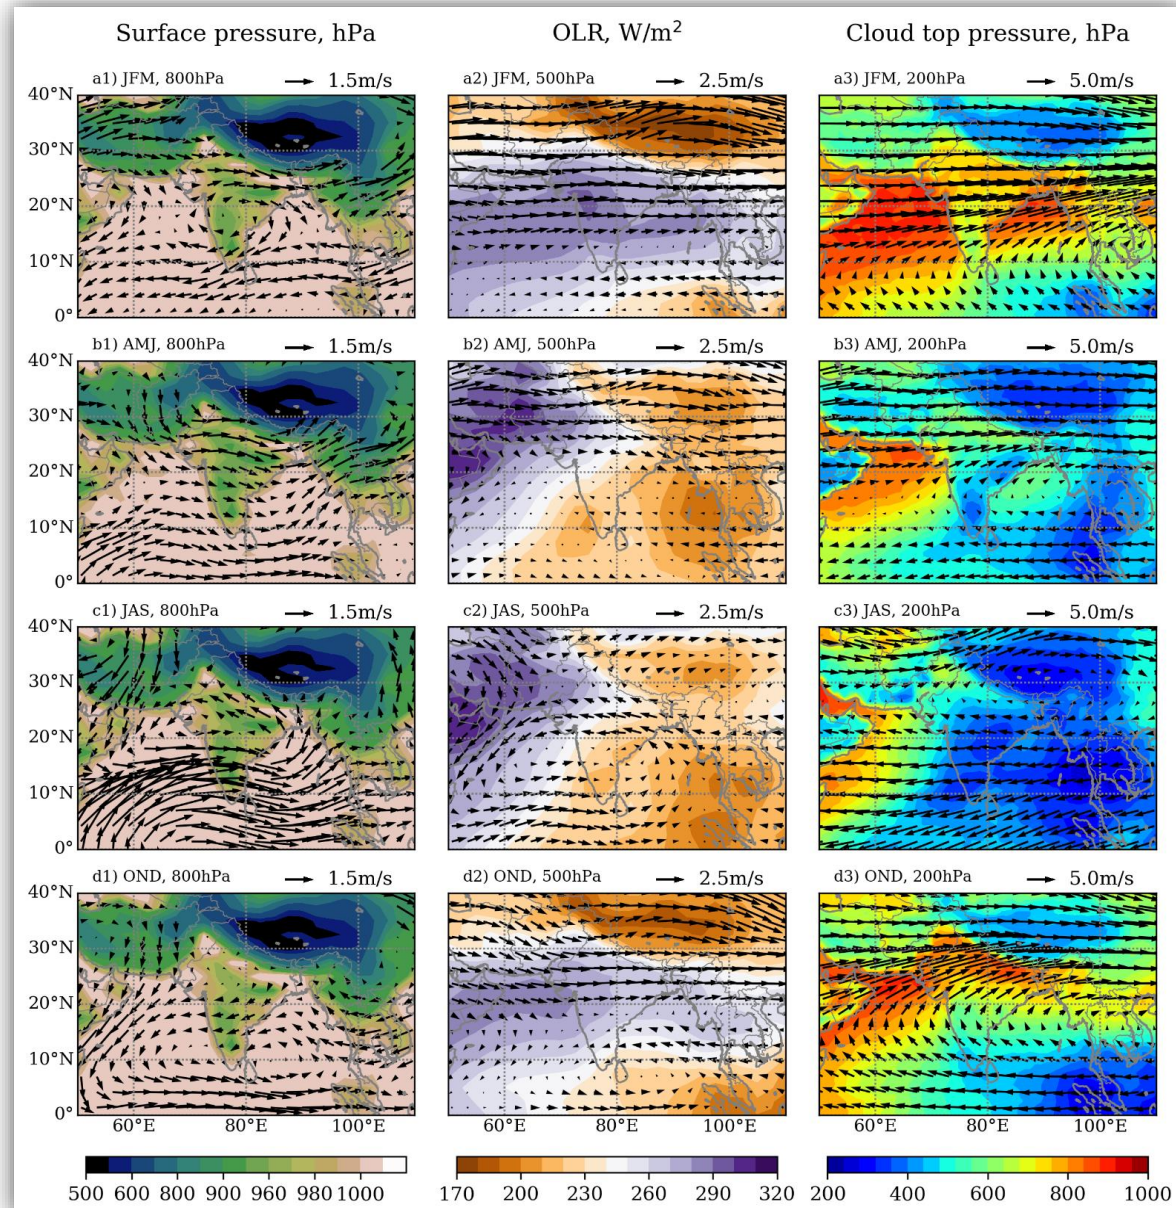 Surface pressure, hPa OLR, W/m² Cloud top pressure, hPa
a1) JFM, 800hPa 1.5m/s a2) JFM, 500hPa 2.5m/s a3) JFM, 200hPa 5.0m/s
40°N
30°N
20°N
10°N
0°
b1) AMJ, 800hPa 1.5m/s b2) AMJ, 500hPa 2.5m/s b3) AMJ, 200hPa 5.0m/s
40°N
30°N
20°N
10°N
0°
c1) JAS, 800hPa 1.5m/s c2) JAS, 500hPa 2.5m/s c3) JAS, 200hPa 5.0m/s
40°N
30°N
20°N
10°N
0°
d1) OND, 800hPa 1.5m/s d2) OND, 500hPa 2.5m/s d3) OND, 200hPa 5.0m/s
40°N
30°N
20°N
10°N
0°
60°E 80°E 100°E 60°E 80°E 100°E 60°E 80°E 100°E
500 600 800 900 960 980 1000 170 200 230 260 290 320 200 400 600 800 1000